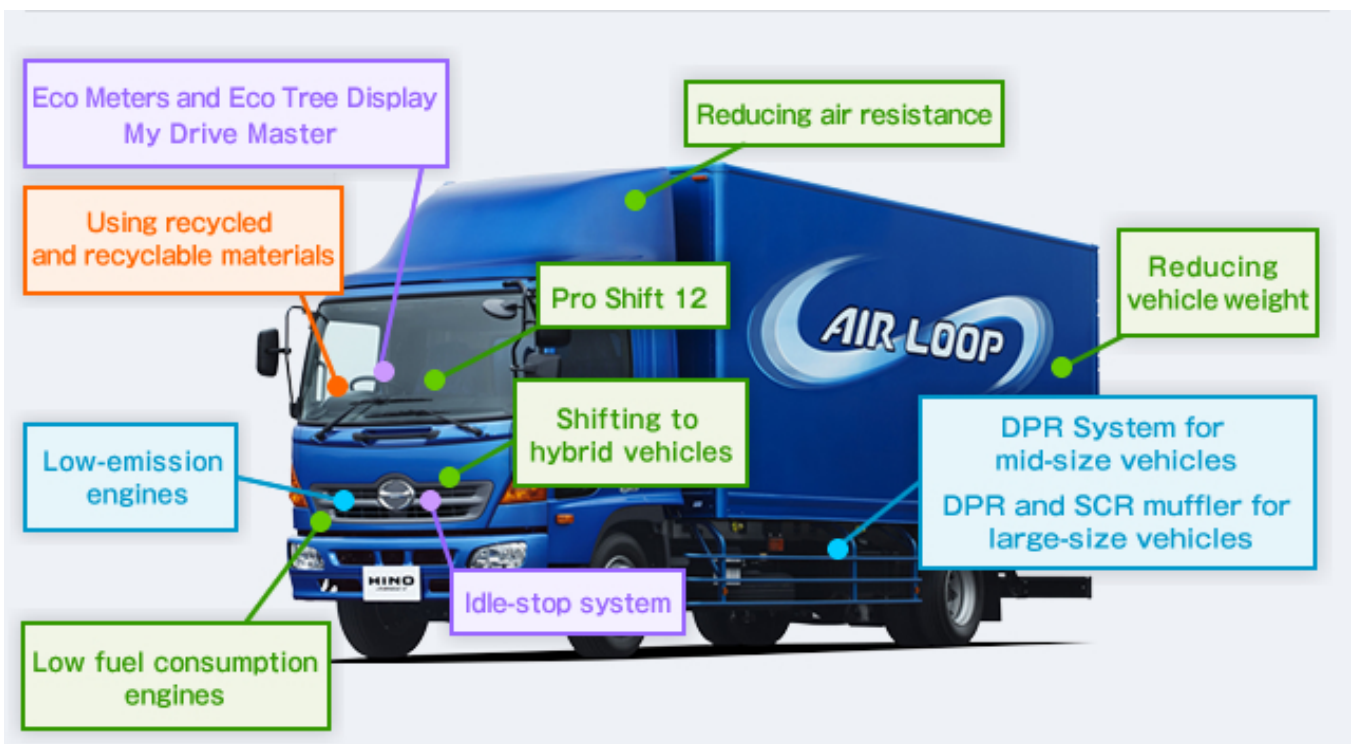 Eco Meters and Eco Tree Display
My Drive Master
Reducing air resistance
Using recycled
and recyclable materials
Pro Shift 12
Reducing
vehicle weight
AIR LOOP
Shifting to
hybrid vehicles
Low-emission
engines
DPR System for
mid-size vehicles
DPR and SCR muffler for
large-size vehicles
HINO
Idle-stop system
Low fuel consumption
engines